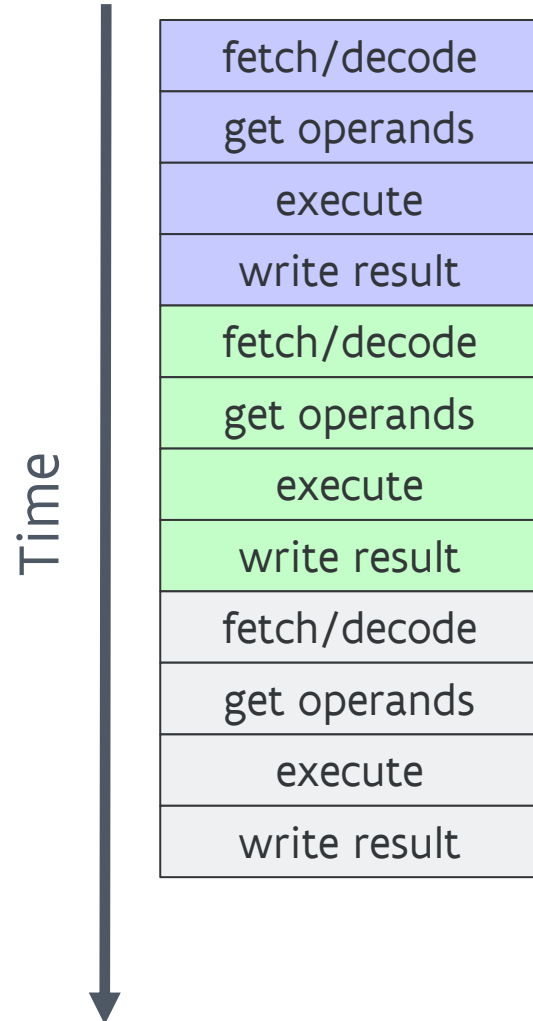 Time
fetch/decode
get operands
execute
write result
fetch/decode
get operands
execute
write result
fetch/decode
get operands
execute
write result